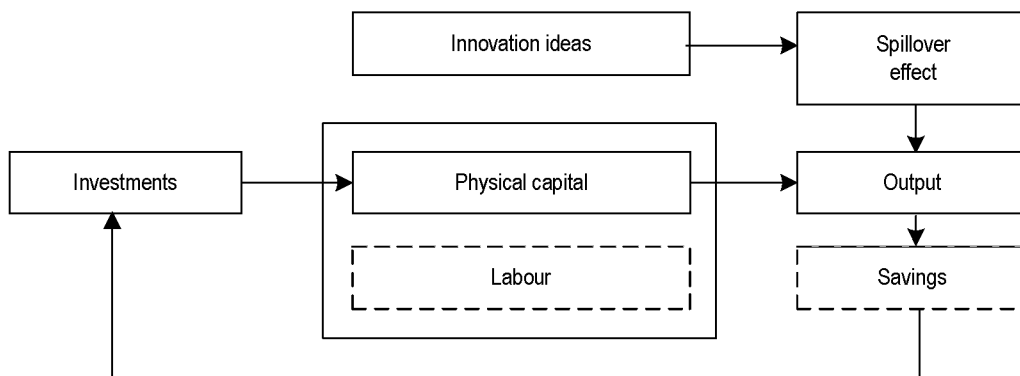 Innovation ideas
Spillover
effect
Investments
Physical capital
Output
Labour
Savings